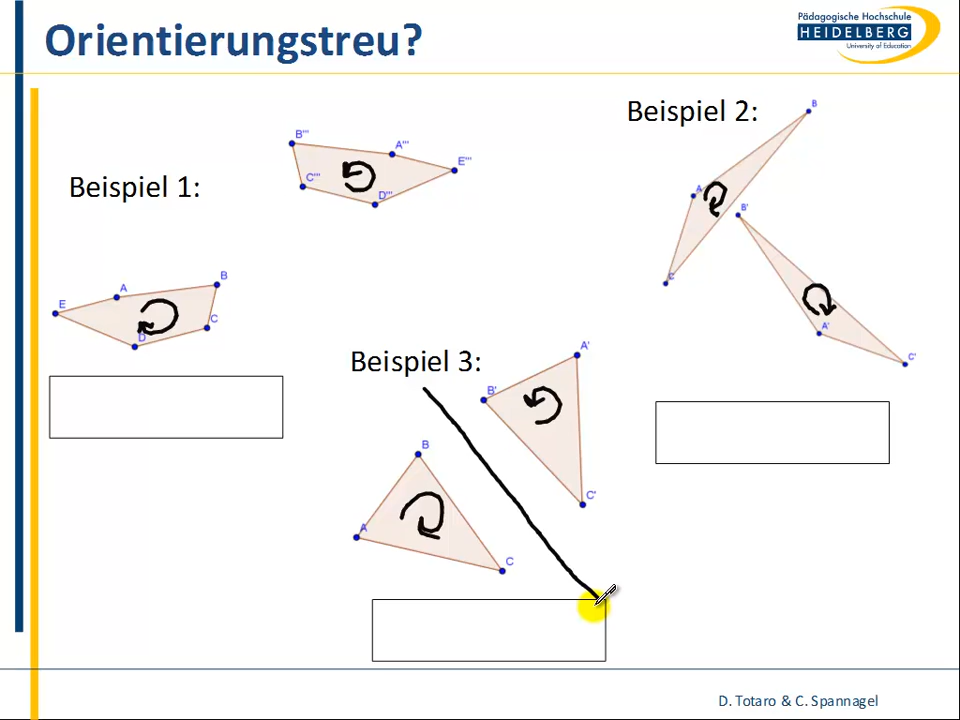 Orientierungstreu?
Pädagogische Hochschule
HEIDELBERG
University of Education
Beispiel 1:
B'''
A'''
E'''
C'''
D'''
E
A
B
C
D
Beispiel 2:
B
A
B'
C
A'
C'
Beispiel 3:
A'
B'
C'
B
A
C
D. Totaro & C. Spannagel